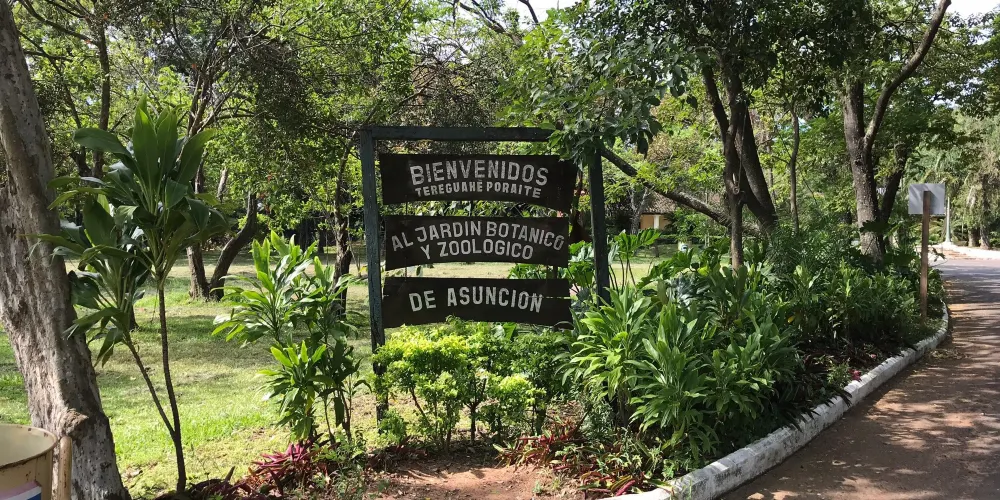 BIENVENIDOS
TEREGUAHE PORAITE
AL JARDIN BOTANICO
Y ZOOLOGICO
DE ASUNCION